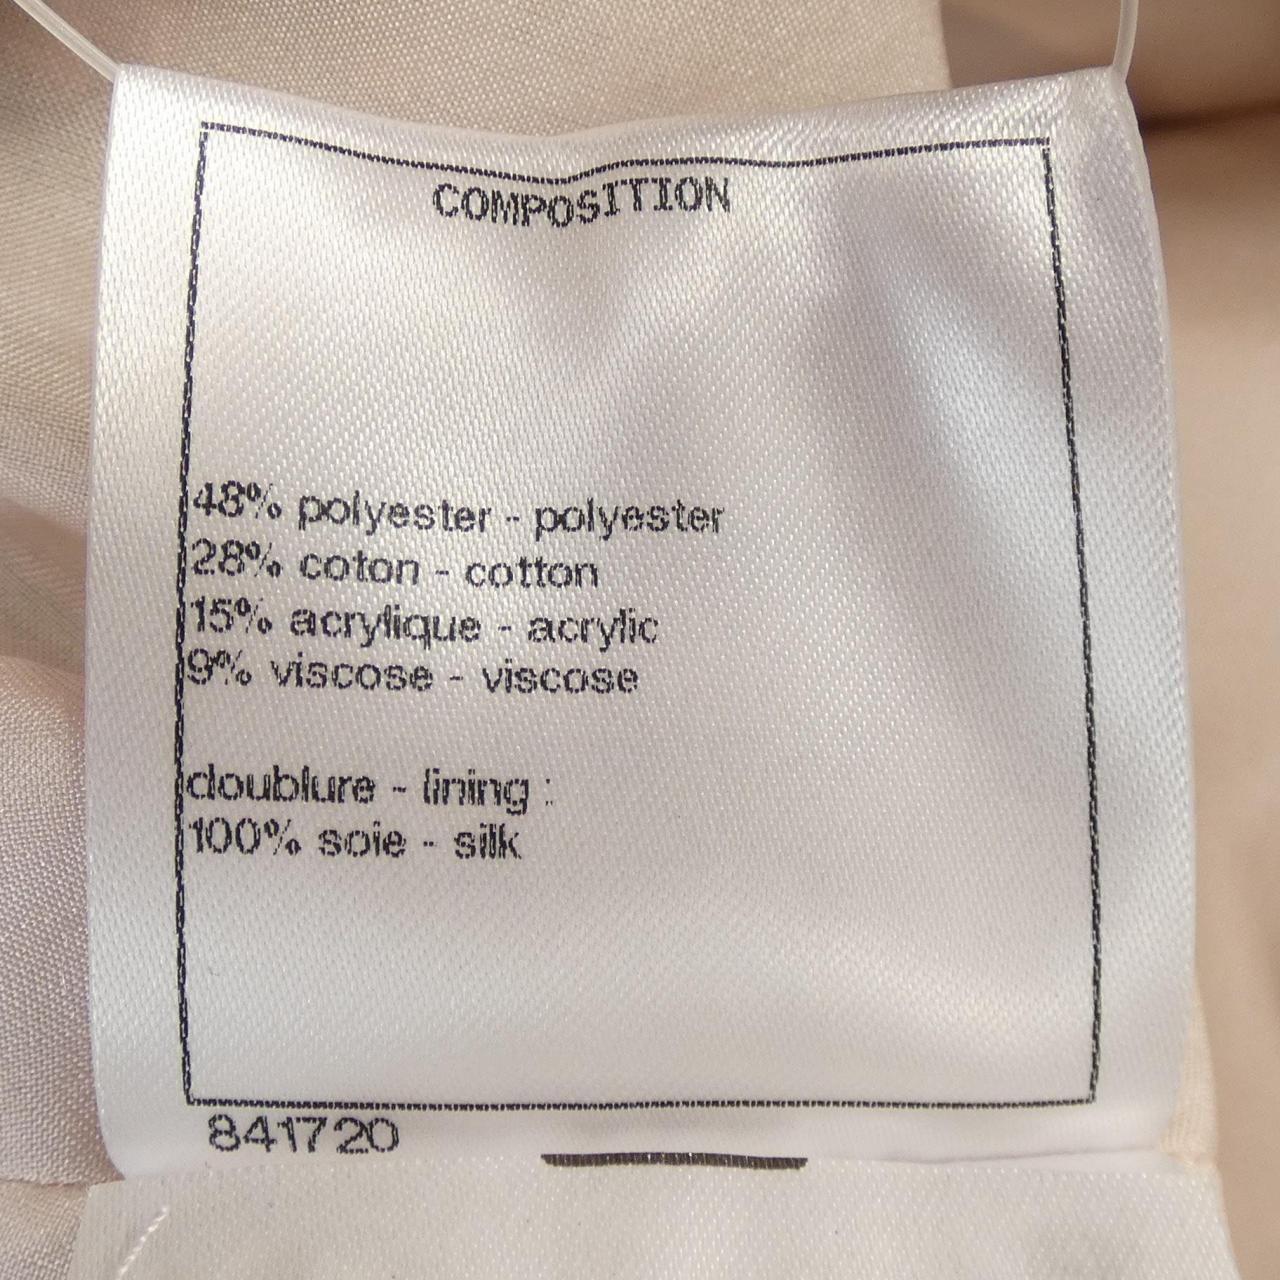 COMPOSITION
48% polyester - polyester
28% coton - cotton
15% acrylique - acrylic
9% viscose - viscose
doublure - lining :
100% soie - silk
841720